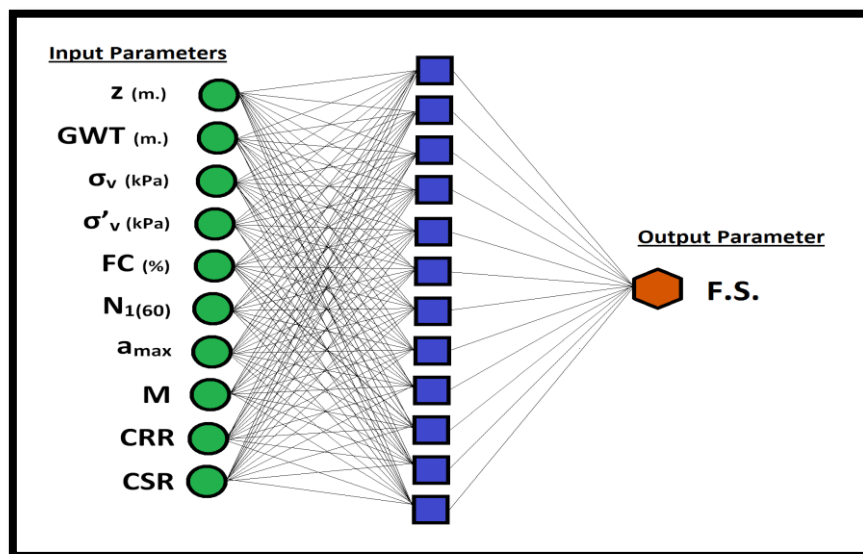 Input Parameters
z (m.)
GWT (m.)
σv (kPa)
σ’v (kPa)
FC (%)
N1(60)
amax
M
CRR
CSR
Output Parameter
F.S.